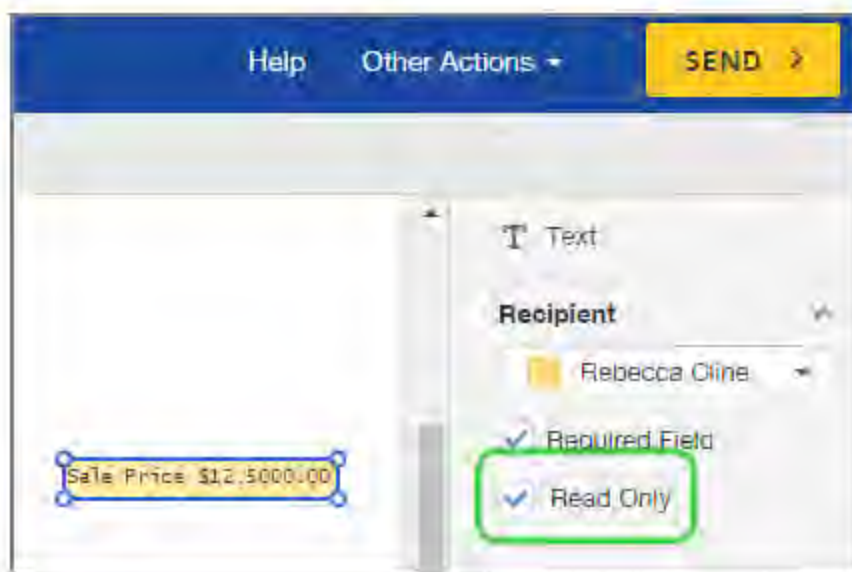 Help Other Actions SEND
T Text
Recipient
Rebecca Cline
Required Field
Sale Price $12,5000.00
Read Only